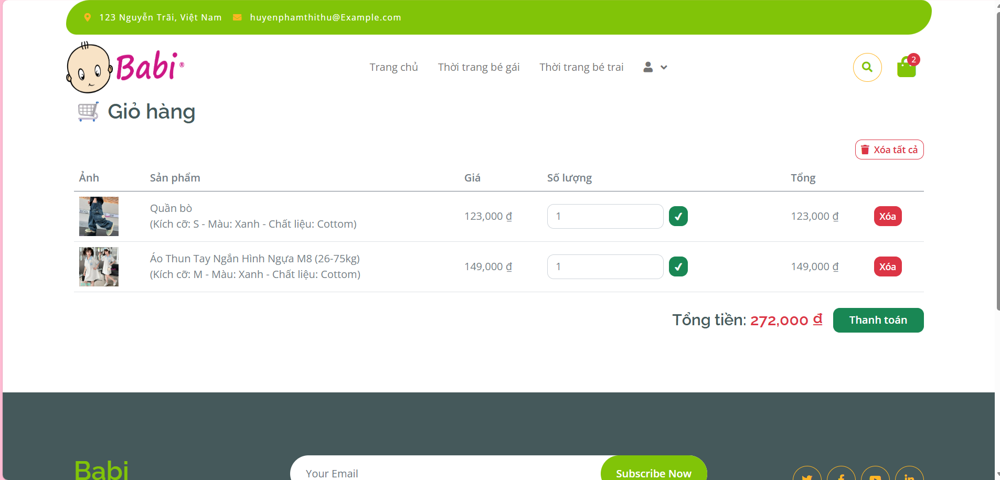 123 Nguyễn Trãi, Việt Nam huyenphamthithu@Example.com
Babi ®
Trang chủ Thời trang bé gái Thời trang bé trai
2
Giỏ hàng
Xóa tất cả
Ảnh Sản phẩm Giá Số lượng Tổng
Quần bò
(Kích cỡ: S - Màu: Xanh - Chất liệu: Cottom)
123,000 ₫ 1 123,000 ₫ Xóa
Áo Thun Tay Ngắn Hình Ngựa M8 (26-75kg)
(Kích cỡ: M - Màu: Xanh - Chất liệu: Cottom)
149,000 ₫ 1 149,000 ₫ Xóa
Tổng tiền: 272,000 ₫ Thanh toán
Babi
Your Email Subscribe Now